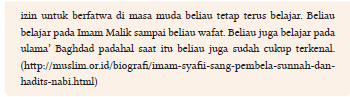 izin untuk berfatwa di masa muda beliau tetap terus belajar. Beliau
belajar pada Imam Malik sampai beliau wafat. Beliau juga belajar pada
ulama’ Baghdad padahal saat itu beliau juga sudah cukup terkenal.
(http://muslim.or.id/biografi/imam-syafii-sang-pembela-sunnah-dan-
hadits-nabi.html)